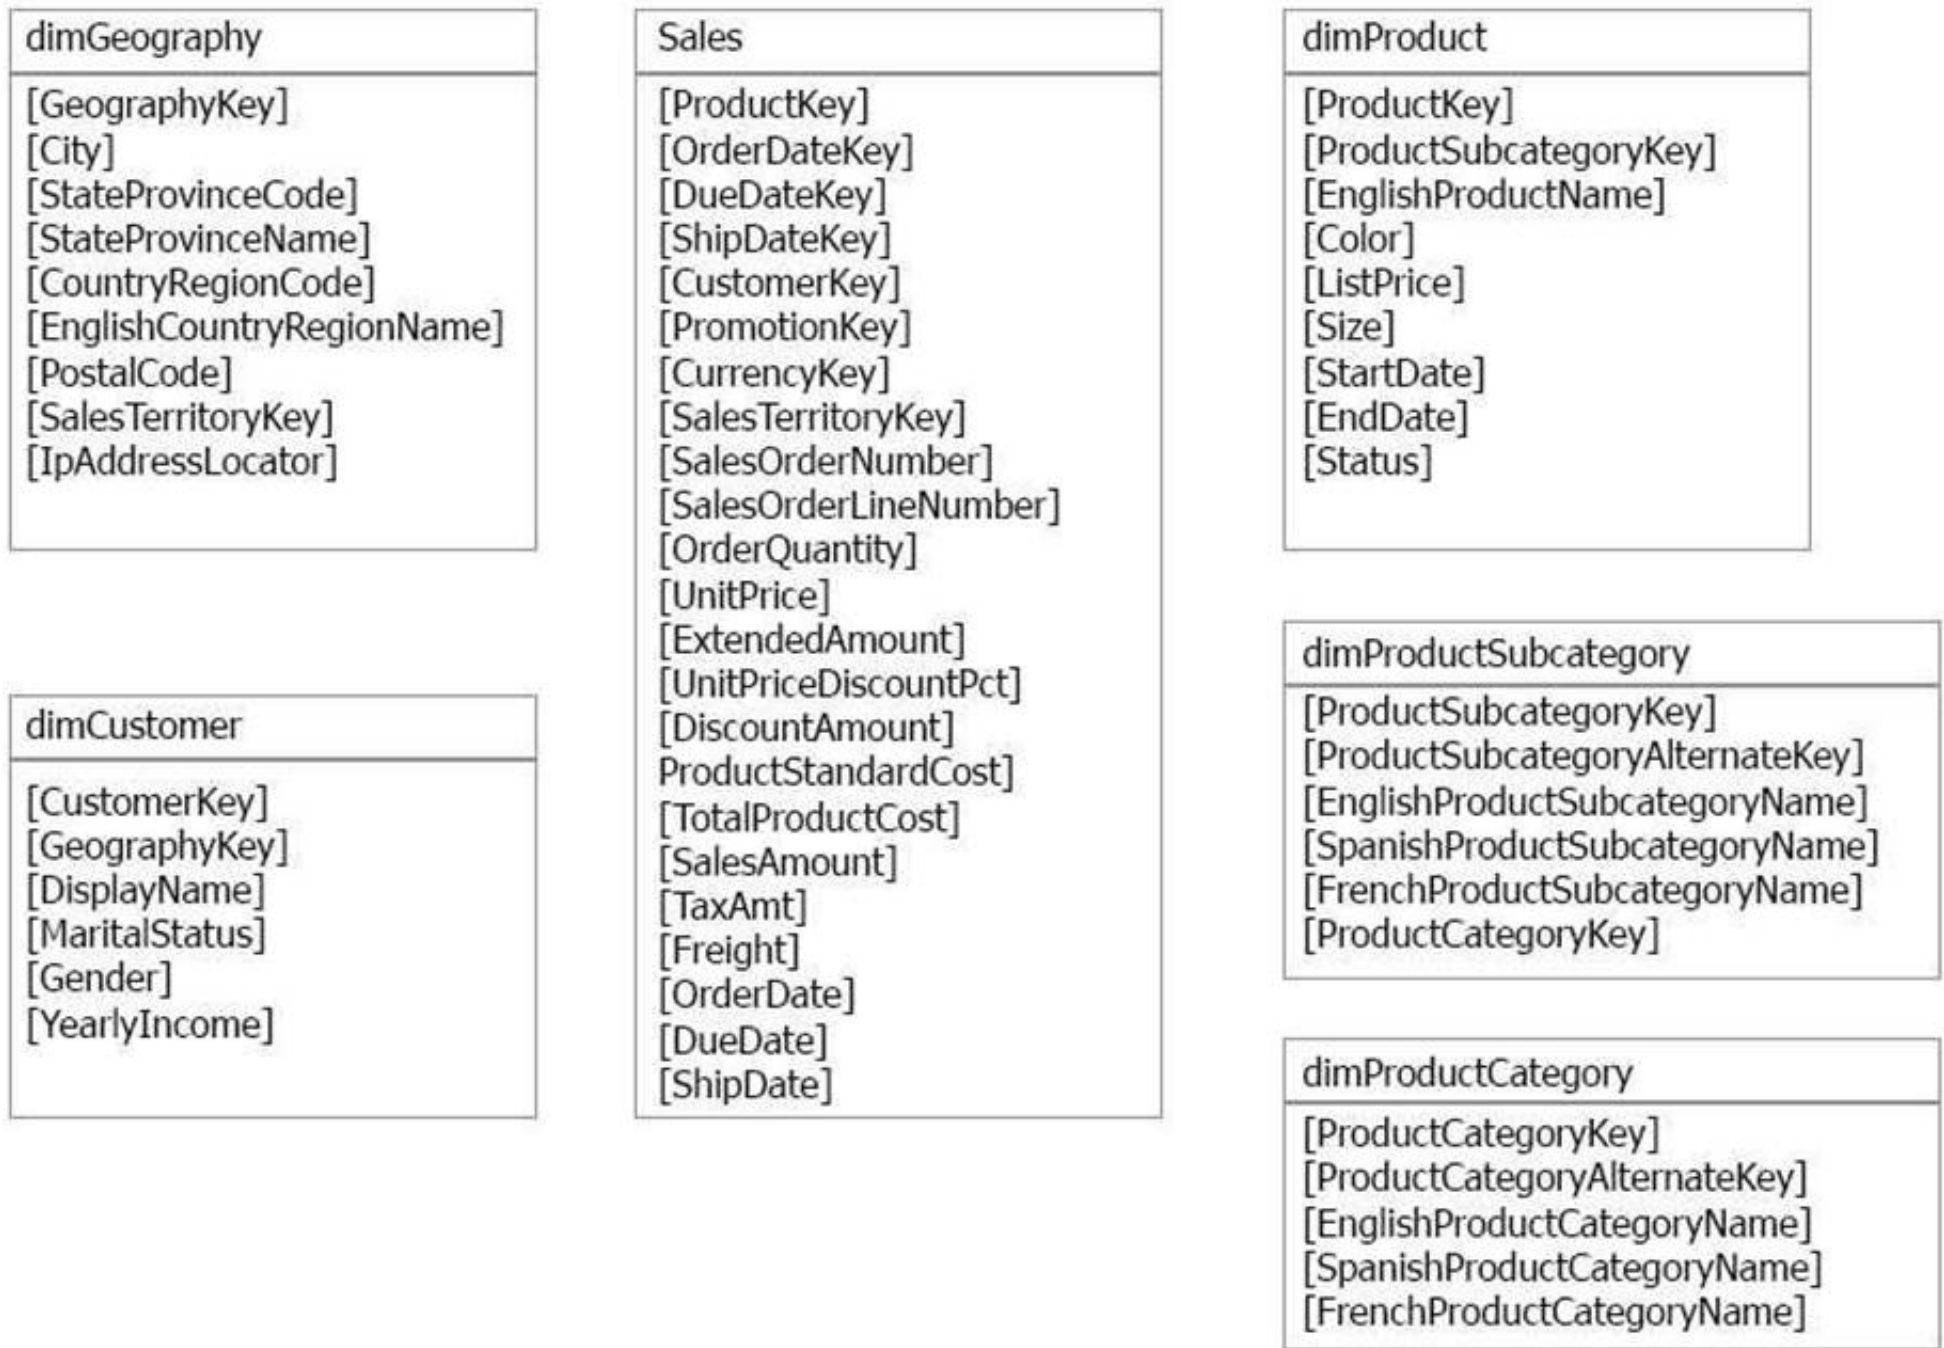 dimGeography
[GeographyKey]
[City]
[StateProvinceCode]
[StateProvinceName]
[CountryRegionCode]
[EnglishCountryRegionName]
[PostalCode]
[SalesTerritoryKey]
[IpAddressLocator]
dimCustomer
[CustomerKey]
[GeographyKey]
[DisplayName]
[MaritalStatus]
[Gender]
[YearlyIncome]
Sales
[ProductKey]
[OrderDateKey]
[DueDateKey]
[ShipDateKey]
[CustomerKey]
[PromotionKey]
[CurrencyKey]
[SalesTerritoryKey]
[SalesOrderNumber]
[SalesOrderLineNumber]
[OrderQuantity]
[UnitPrice]
[ExtendedAmount]
[UnitPriceDiscountPct]
[DiscountAmount]
ProductStandardCost]
[TotalProductCost]
[SalesAmount]
[TaxAmt]
[Freight]
[OrderDate]
[DueDate]
[ShipDate]
dimProduct
[ProductKey]
[ProductSubcategoryKey]
[EnglishProductName]
[Color]
[ListPrice]
[Size]
[StartDate]
[EndDate]
[Status]
dimProductSubcategory
[ProductSubcategoryKey]
[ProductSubcategoryAlternateKey]
[EnglishProductSubcategoryName]
[SpanishProductSubcategoryName]
[FrenchProductSubcategoryName]
[ProductCategoryKey]
dimProductCategory
[ProductCategoryKey]
[ProductCategoryAlternateKey]
[EnglishProductCategoryName]
[SpanishProductCategoryName]
[FrenchProductCategoryName]